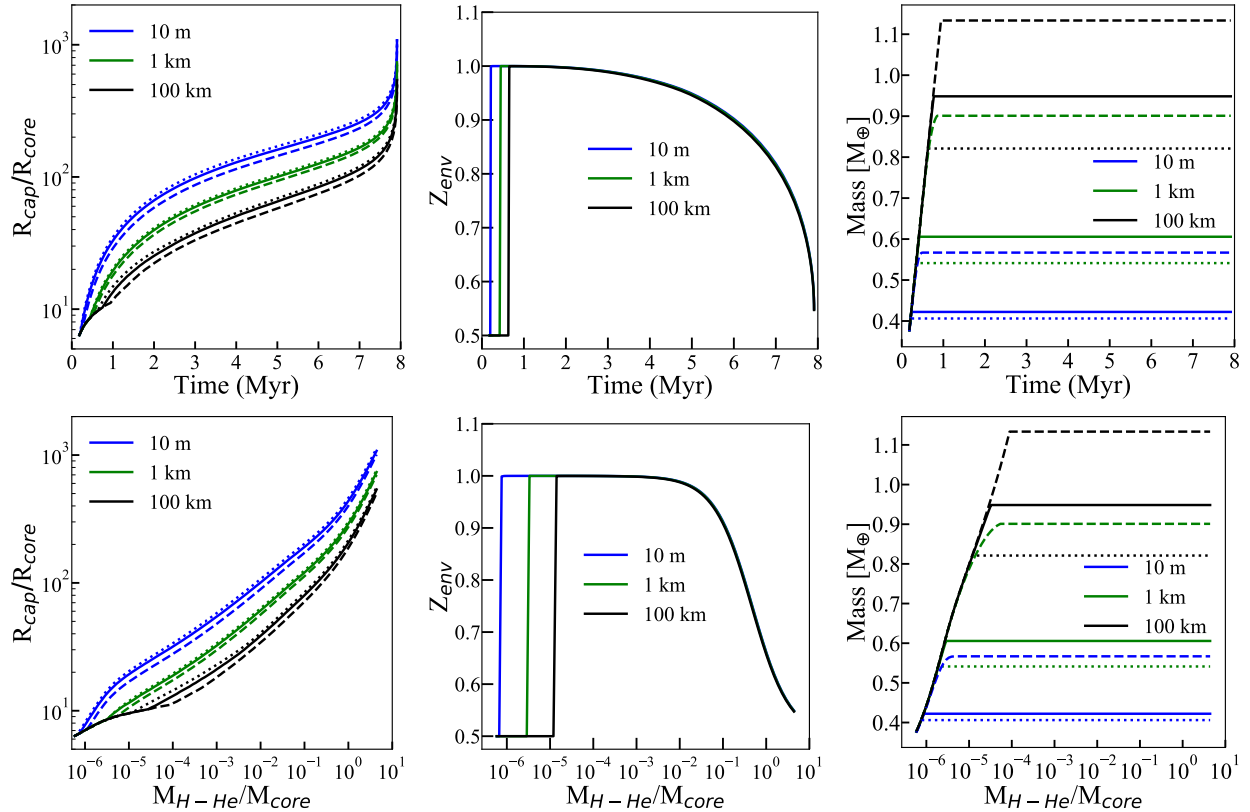 10³
10²
10¹
R_cap/R_core
10 m
1 km
100 km
0 1 2 3 4 5 6 7 8
Time (Myr)
1.1
1.0
0.9
0.8
0.7
0.6
0.5
Z_env
10 m
1 km
100 km
0 1 2 3 4 5 6 7 8
Time (Myr)
1.1
1.0
0.9
0.8
0.7
0.6
0.5
0.4
Mass [M⊕]
10 m
1 km
100 km
0 1 2 3 4 5 6 7 8
Time (Myr)
10³
10²
10¹
R_cap/R_core
10 m
1 km
100 km
10⁻⁶ 10⁻⁵ 10⁻⁴ 10⁻³ 10⁻² 10⁻¹ 10⁰ 10¹
M_H−He/M_core
1.1
1.0
0.9
0.8
0.7
0.6
0.5
Z_env
10 m
1 km
100 km
10⁻⁶ 10⁻⁵ 10⁻⁴ 10⁻³ 10⁻² 10⁻¹ 10⁰ 10¹
M_H−He/M_core
1.1
1.0
0.9
0.8
0.7
0.6
0.5
0.4
Mass [M⊕]
10 m
1 km
100 km
10⁻⁶ 10⁻⁵ 10⁻⁴ 10⁻³ 10⁻² 10⁻¹ 10⁰ 10¹
M_H−He/M_core